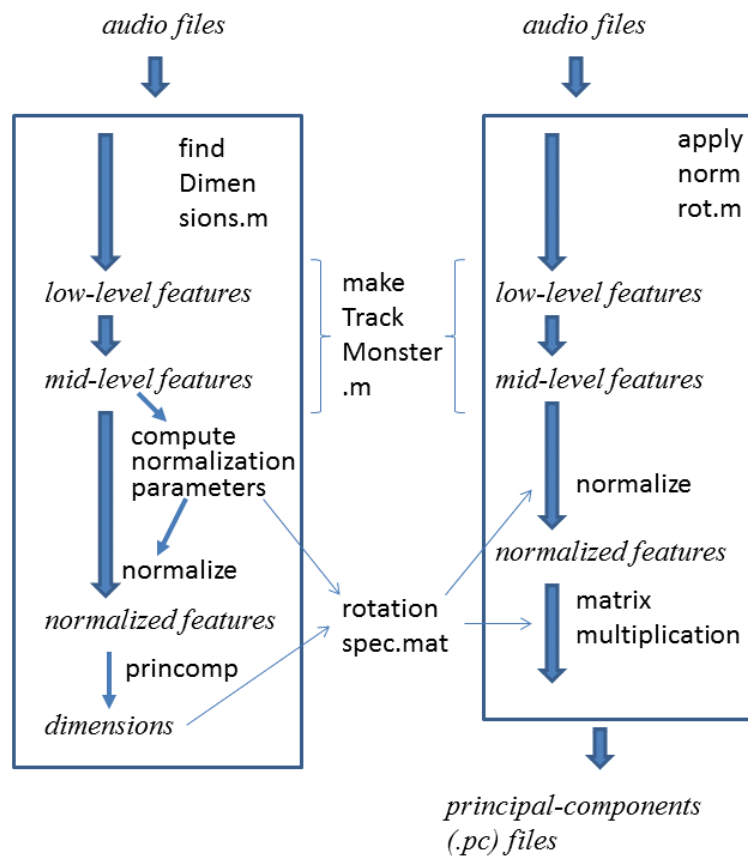 audio files
find
Dimen
sions.m
low-level features
mid-level features
compute
normalization
parameters
normalize
normalized features
princomp
dimensions
make
Track
Monster
.m
rotation
spec.mat
audio files
apply
norm
rot.m
low-level features
mid-level features
normalize
normalized features
matrix
multiplication
principal-components
(.pc) files